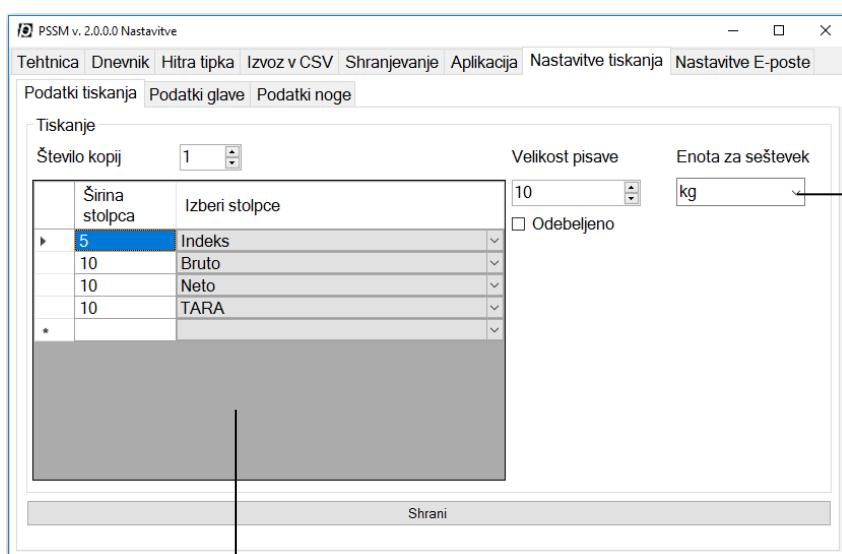 PSSM v. 2.0.0.0 Nastavitve
Tehtnica Dnevnik Hitra tipka Izvoz v CSV Shranjevanje Aplikacija Nastavitve tiskanja Nastavitve E-poste
Podatki tiskanja Podatki glave Podatki noge
Tiskanje
Število kopij 1 Velikost pisave Enota za seštevek
10 kg
Širina stolpca Izberi stolpce
Odebeljeno
5 Indeks
10 Bruto
10 Neto
10 TARA
*
Shrani